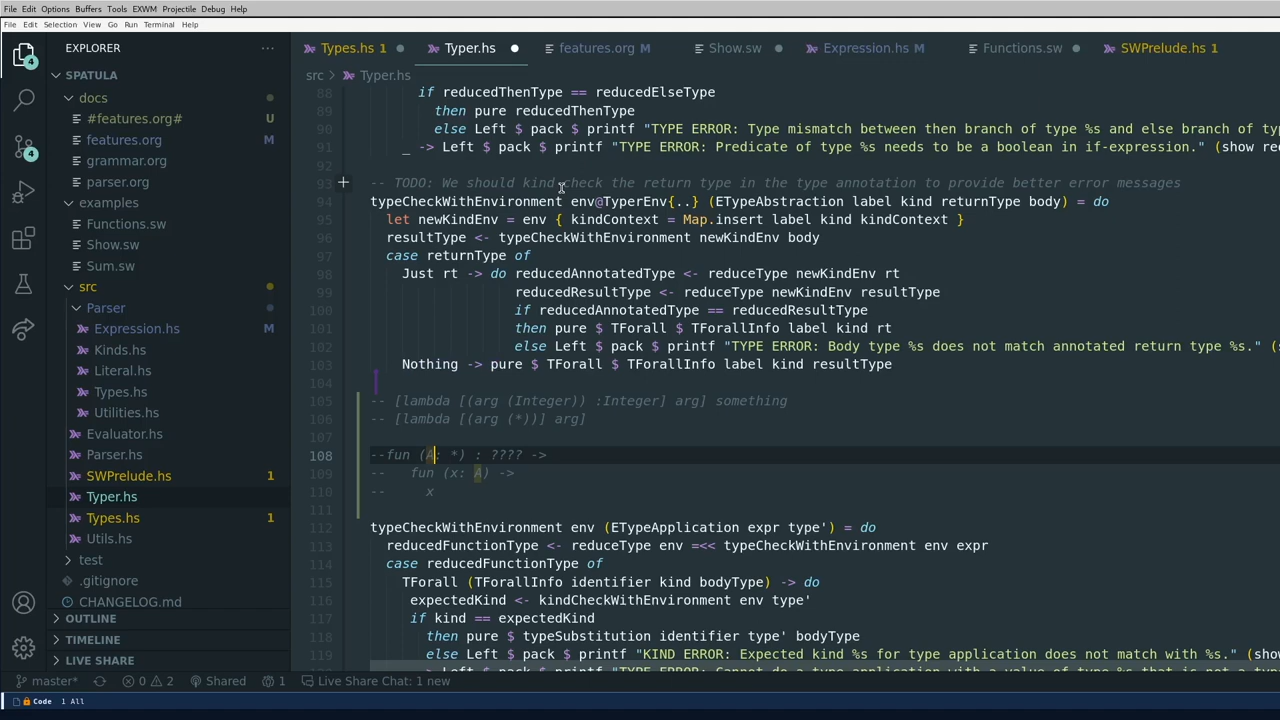 File Edit Options Buffers Tools EXWM Projectile Debug Help
File Edit Selection View Go Run Terminal Help
EXPLORER
SPATULA
docs
#features.org# U
features.org M
grammar.org
parser.org
examples
Functions.sw
Show.sw
Sum.sw
src
Parser
Expression.hs M
Kinds.hs
Literal.hs
Types.hs
Utilities.hs
Evaluator.hs
Parser.hs
SWPrelude.hs 1
Typer.hs
Types.hs 1
Utils.hs
test
.gitignore
CHANGELOG.md
OUTLINE
TIMELINE
LIVE SHARE
4
4
Types.hs 1 Typer.hs features.org M Show.sw Expression.hs M Functions.sw SWPrelude.hs 1
src > Typer.hs
88 if reducedThenType == reducedElseType
89 then pure reducedThenType
90 else Left $ pack $ printf "TYPE ERROR: Type mismatch between then branch of type %s and else branch of ty
91 _ -> Left $ pack $ printf "TYPE ERROR: Predicate of type %s needs to be a boolean in if-expression." (show red
92
93 -- TODO: We should kind check the return type in the type annotation to provide better error messages
94 typeCheckWithEnvironment env@TyperEnv{..} (ETypeAbstraction label kind returnType body) = do
95 let newKindEnv = env { kindContext = Map.insert label kind kindContext }
96 resultType <- typeCheckWithEnvironment newKindEnv body
97 case returnType of
98 Just rt -> do reducedAnnotatedType <- reduceType newKindEnv rt
99 reducedResultType <- reduceType newKindEnv resultType
100 if reducedAnnotatedType == reducedResultType
101 then pure $ TForall $ TForallInfo label kind rt
102 else Left $ pack $ printf "TYPE ERROR: Body type %s does not match annotated return type %s." (s
103 Nothing -> pure $ TForall $ TForallInfo label kind resultType
104
105 -- [lambda [(arg (Integer)) :Integer] arg] something
106 -- [lambda [(arg (*))] arg]
107
108 --fun (A: *) : ???? ->
109 -- fun (x: A) ->
110 -- x
111
112 typeCheckWithEnvironment env (ETypeApplication expr type') = do
113 reducedFunctionType <- reduceType env =<< typeCheckWithEnvironment env expr
114 case reducedFunctionType of
115 TForall (TForallInfo identifier kind bodyType) -> do
116 expectedKind <- kindCheckWithEnvironment env type'
117 if kind == expectedKind
118 then pure $ typeSubstitution identifier type' bodyType
119 else Left $ pack $ printf "KIND ERROR: Expected kind %s for type application does not match with %s." (show
master* 0 2 Shared 1 Live Share Chat: 1 new
Code 1 All